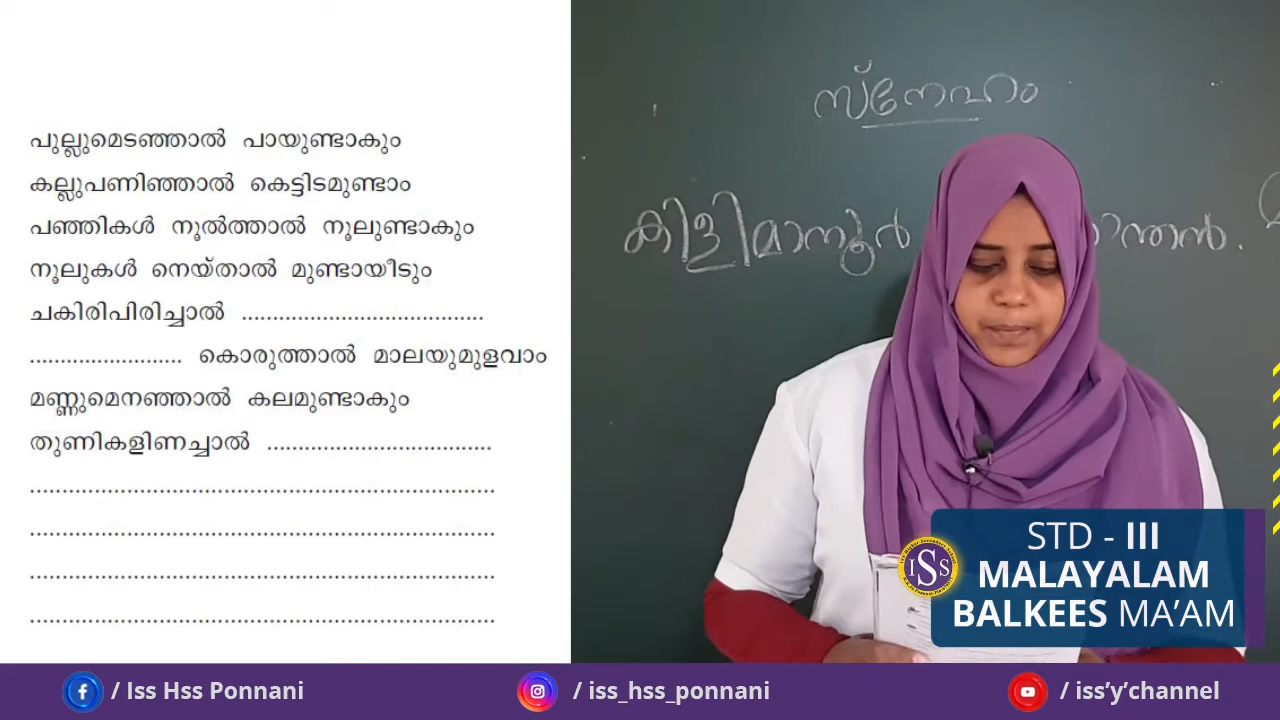 പുല്ലുമെടഞ്ഞാൽ പായുണ്ടാകും
കല്ലുപണിഞ്ഞാൽ കെട്ടിടമുണ്ടാം
പഞ്ഞികൾ നൂൽത്താൽ നൂലുണ്ടാകും
നൂലുകൾ നെയ്താൽ മുണ്ടായീടും
ചകിരിപിരിച്ചാൽ .......................................
......................... കൊരുത്താൽ മാലയുമുളവാം
മണ്ണുമെനഞ്ഞാൽ കലമുണ്ടാകും
തുണികളിണച്ചാൽ ....................................
...........................................................................
...........................................................................
...........................................................................
...........................................................................
സ്നേഹം
കിളിമാനൂർ ന്തൻ.
STD - III
MALAYALAM
BALKEES MA’AM
ISS
/ Iss Hss Ponnani
/ iss_hss_ponnani
/ iss’y’channel